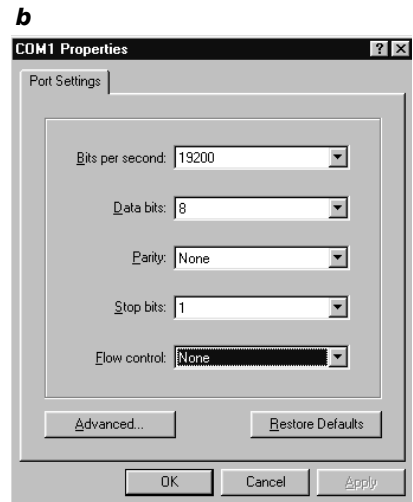 b
COM1 Properties
Port Settings
Bits per second: 19200
Data bits: 8
Parity: None
Stop bits: 1
Flow control: None
Advanced... Restore Defaults
OK Cancel Apply